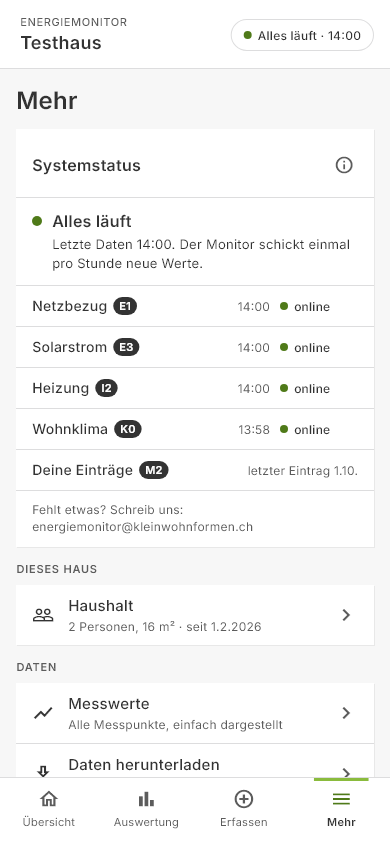 ENERGIEMONITOR
Testhaus
Alles läuft · 14:00
Mehr
Systemstatus
Alles läuft
Letzte Daten 14:00. Der Monitor schickt einmal
pro Stunde neue Werte.
Netzbezug E1 14:00 online
Solarstrom E3 14:00 online
Heizung I2 14:00 online
Wohnklima K0 13:58 online
Deine Einträge M2 letzter Eintrag 1.10.
Fehlt etwas? Schreib uns:
energiemonitor@kleinwohnformen.ch
DIESES HAUS
Haushalt
2 Personen, 16 m² · seit 1.2.2026
DATEN
Messwerte
Alle Messpunkte, einfach dargestellt
Daten herunterladen
Übersicht
Auswertung
Erfassen
Mehr